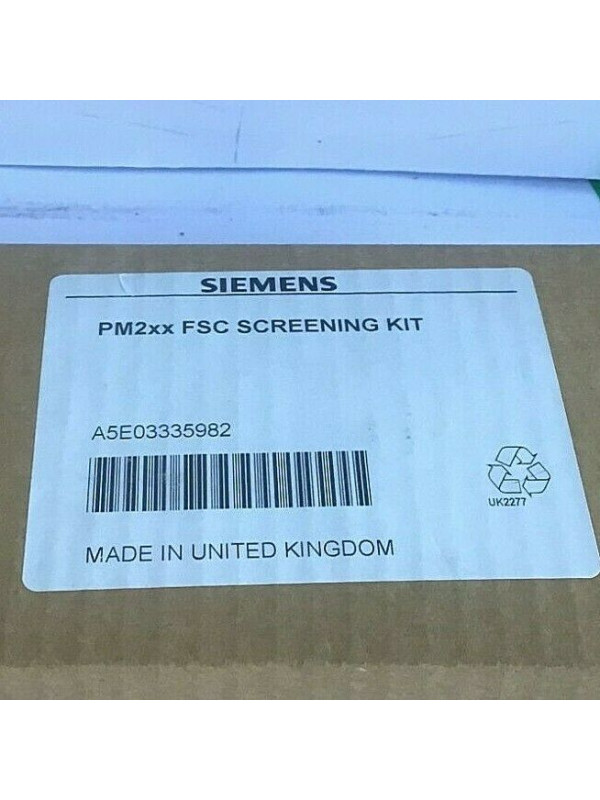 SIEMENS
PM2xx FSC SCREENING KIT
A5E03335982
UK2277
MADE IN UNITED KINGDOM